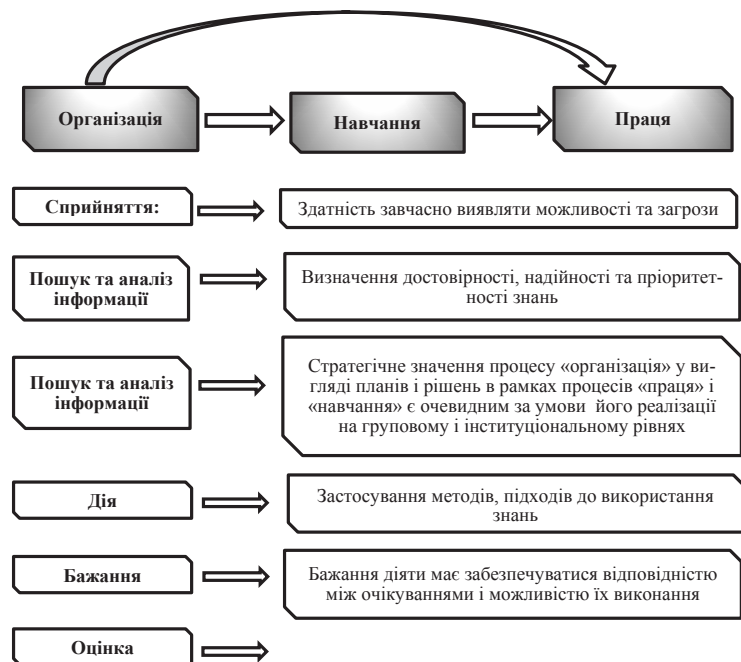 Організація
Навчання
Праця
Сприйняття:
Здатність завчасно виявляти можливості та загрози
Пошук та аналіз
інформації
Визначення достовірності, надійності та пріоритет-
ності знань
Пошук та аналіз
інформації
Стратегічне значення процесу «організація» у ви-
гляді планів і рішень в рамках процесів «праця» і
«навчання» є очевидним за умови його реалізації
на груповому і інституціональному рівнях
Дія
Застосування методів, підходів до використання
знань
Бажання
Бажання діяти має забезпечуватися відповідністю
між очікуваннями і можливістю їх виконання
Оцінка